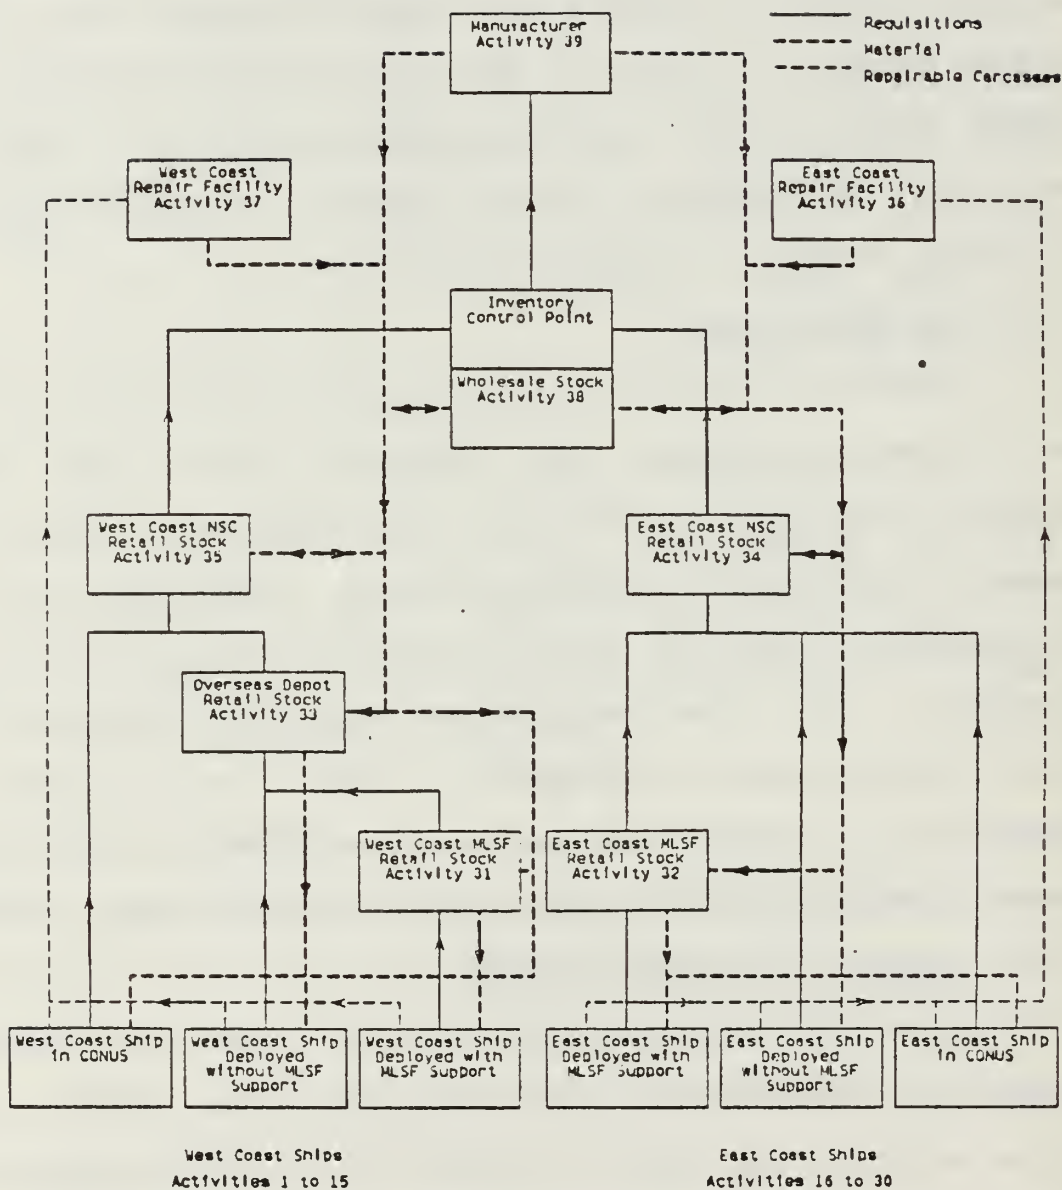 Manufacturer
Activity 39
Requisitions
Material
Repairable Carcasses
West Coast
Repair Facility
Activity 37
East Coast
Repair Facility
Activity 36
Inventory
Control Point
Wholesale Stock
Activity 38
West Coast NSC
Retail Stock
Activity 35
East Coast NSC
Retail Stock
Activity 34
Overseas Depot
Retail Stock
Activity 33
West Coast MLSF
Retail Stock
Activity 31
East Coast MLSF
Retail Stock
Activity 32
West Coast Ship
in CONUS
West Coast Ship
Deployed
without MLSF
Support
West Coast Ship
Deployed with
MLSF Support
East Coast Ship
Deployed with
MLSF Support
East Coast Ship
Deployed
without MLSF
Support
East Coast Ship
in CONUS
West Coast Ships
Activities 1 to 15
East Coast Ships
Activities 16 to 30